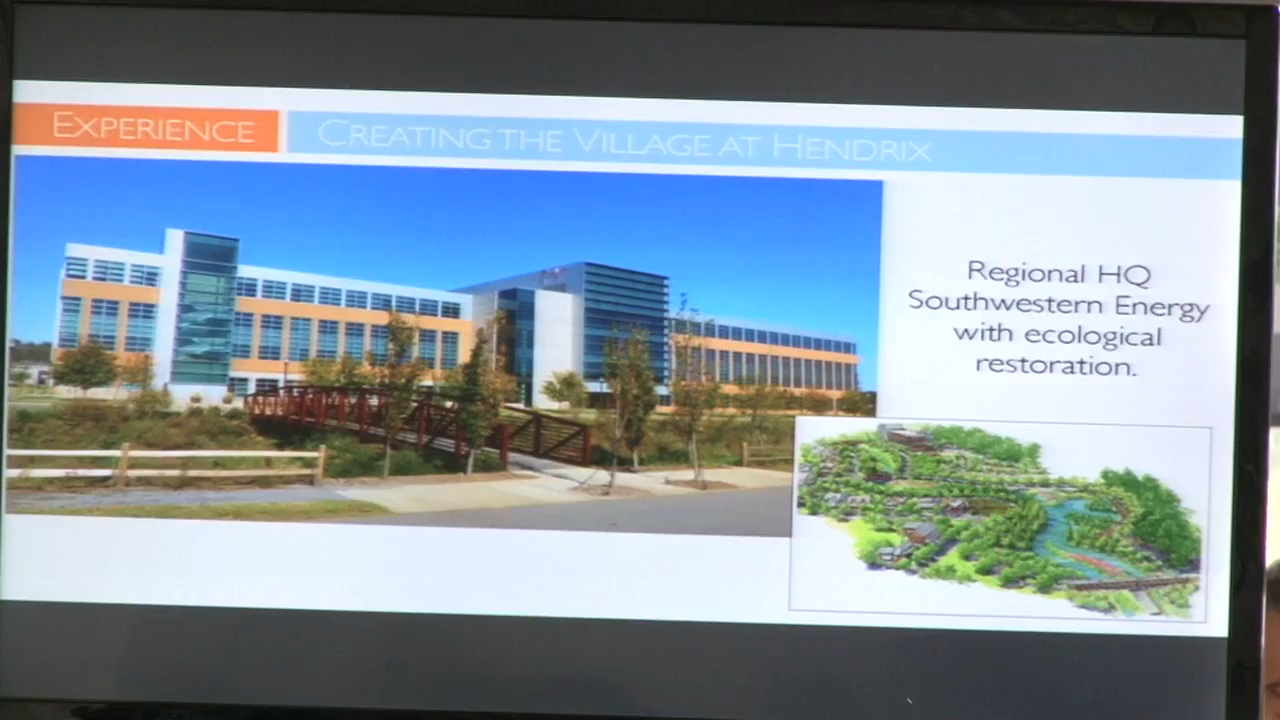 EXPERIENCE
CREATING THE VILLAGE AT HENDRIX
Regional HQ
Southwestern Energy
with ecological
restoration.